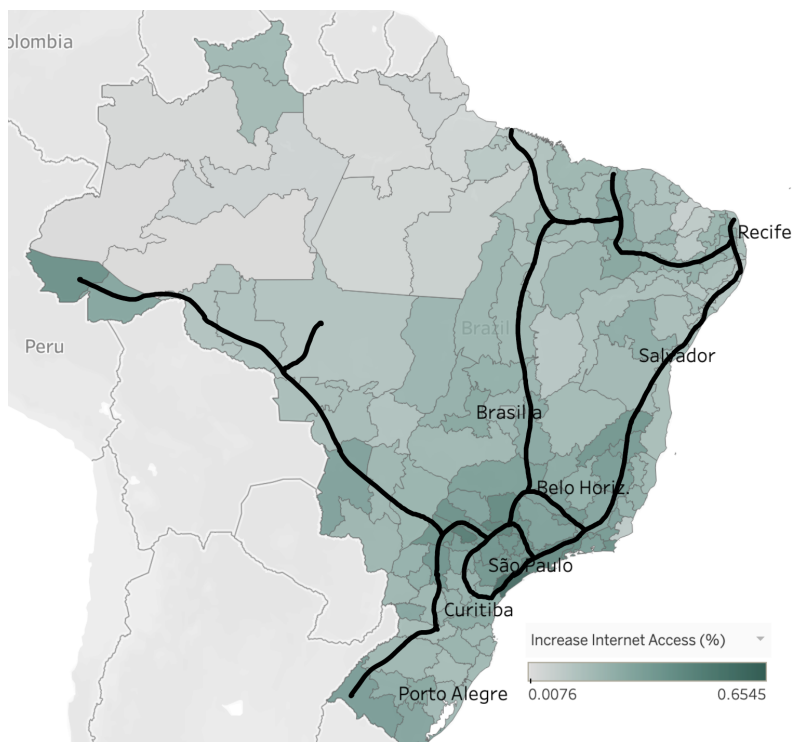 olombia
Recife
Brazil
Peru
Salvador
Brasilia
Belo Horiz.
São Paulo
Curitiba
Increase Internet Access (%)
Porto Alegre
0.0076
0.6545